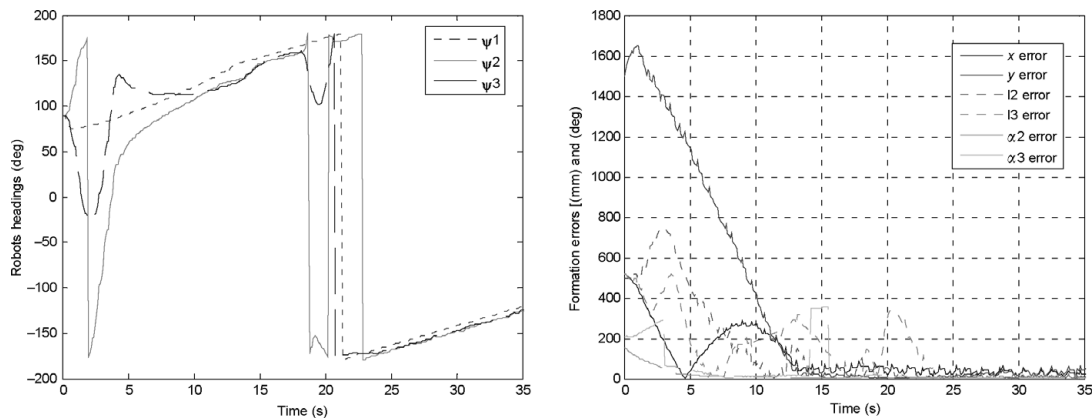 200
150
100
50
0
−50
−100
−150
−200
Robots headings (deg)
0 5 10 15 20 25 30 35
Time (s)
ψ1
ψ2
ψ3
1800
1600
1400
1200
1000
800
600
400
200
0
Formation errors [(mm) and (deg)
0 5 10 15 20 25 30 35
Time (s)
x error
y error
l2 error
l3 error
α2 error
α3 error